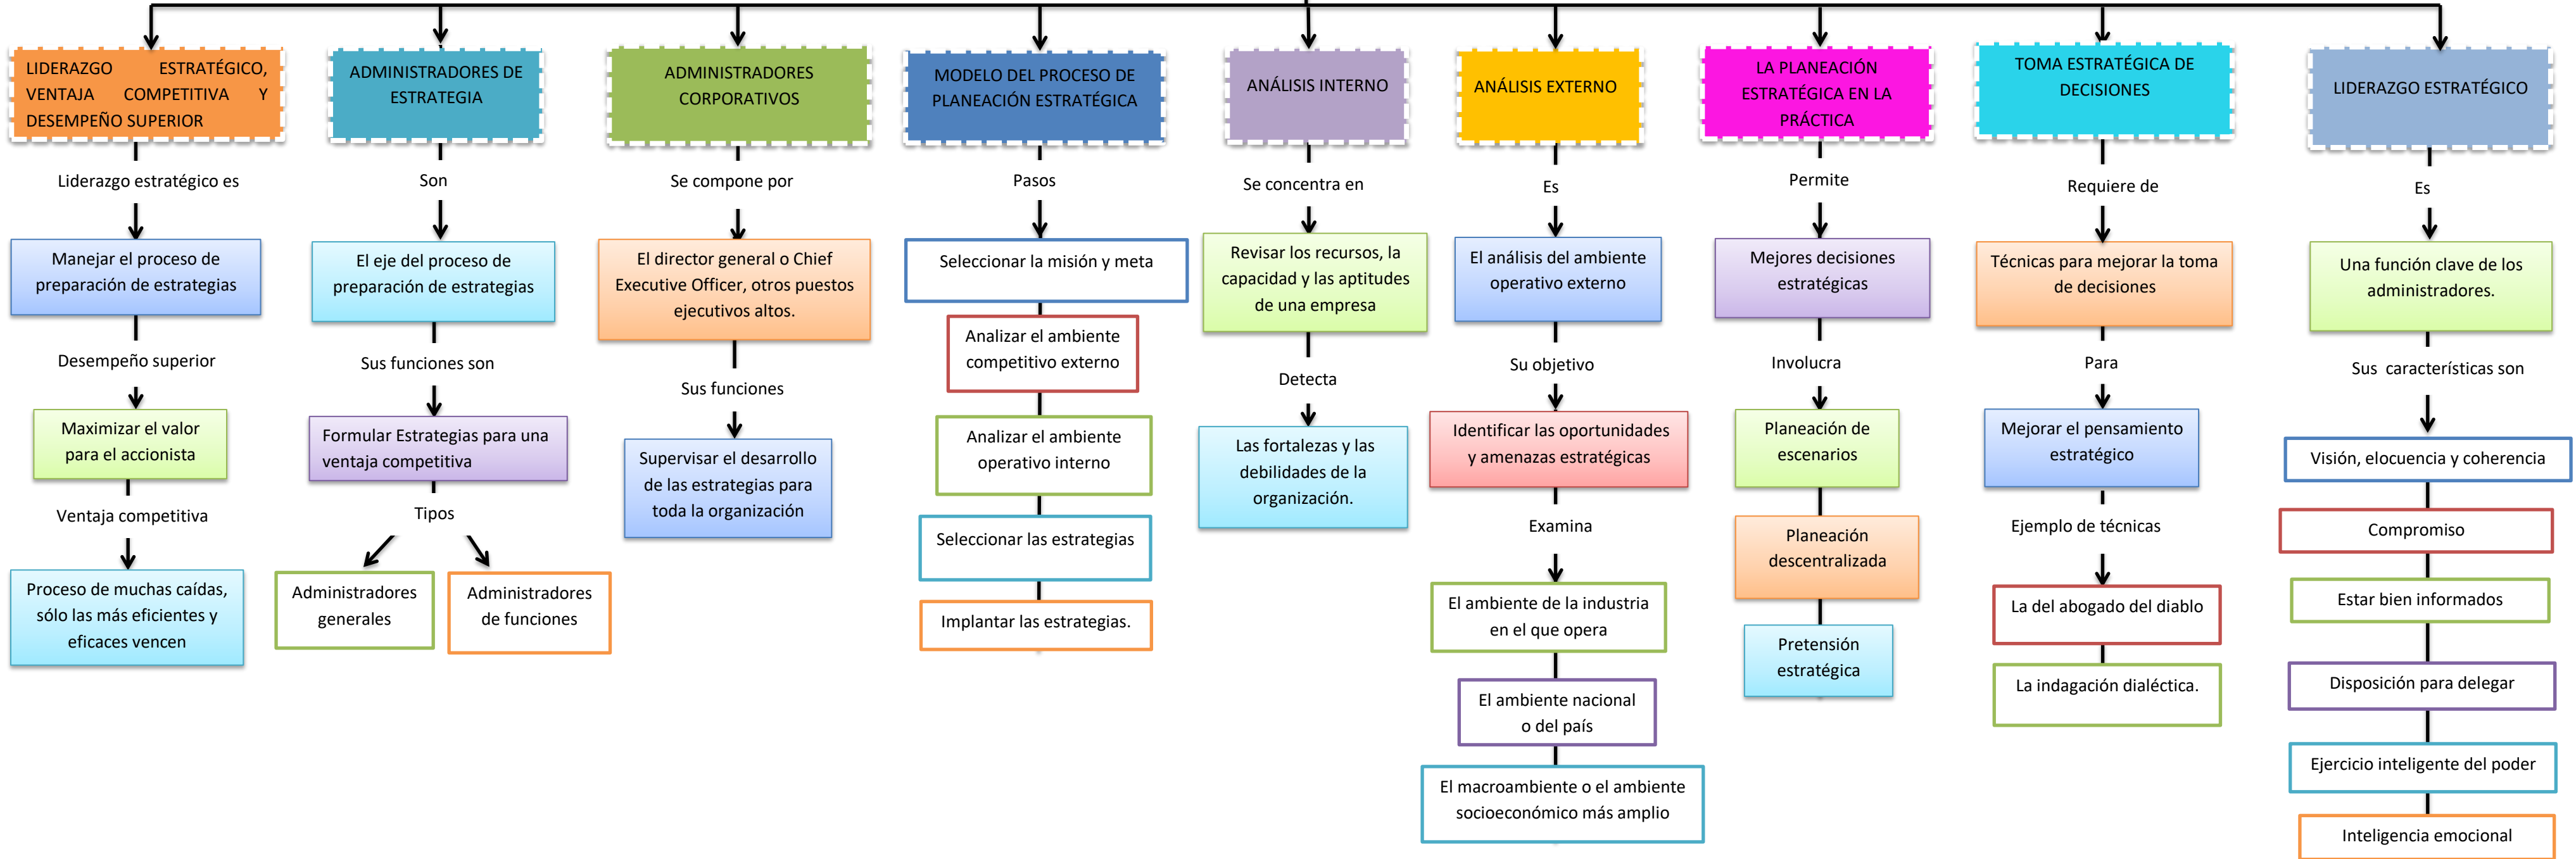 LIDERAZGO ESTRATÉGICO,
VENTAJA COMPETITIVA Y
DESEMPEÑO SUPERIOR
Liderazgo estratégico es
Manejar el proceso de
preparación de estrategias
Desempeño superior
Maximizar el valor
para el accionista
Ventaja competitiva
Proceso de muchas caídas,
sólo las más eficientes y
eficaces vencen
ADMINISTRADORES DE
ESTRATEGIA
Son
El eje del proceso de
preparación de estrategias
Sus funciones son
Formular Estrategias para una
ventaja competitiva
Tipos
Administradores
generales
Administradores
de funciones
ADMINISTRADORES
CORPORATIVOS
Se compone por
El director general o Chief
Executive Officer, otros puestos
ejecutivos altos.
Sus funciones
Supervisar el desarrollo
de las estrategias para
toda la organización
MODELO DEL PROCESO DE
PLANEACIÓN ESTRATÉGICA
Pasos
Seleccionar la misión y meta
Analizar el ambiente
competitivo externo
Analizar el ambiente
operativo interno
Seleccionar las estrategias
Implantar las estrategias.
ANÁLISIS INTERNO
Se concentra en
Revisar los recursos, la
capacidad y las aptitudes
de una empresa
Detecta
Las fortalezas y las
debilidades de la
organización.
ANÁLISIS EXTERNO
Es
El análisis del ambiente
operativo externo
Su objetivo
Identificar las oportunidades
y amenazas estratégicas
Examina
El ambiente de la industria
en el que opera
El ambiente nacional
o del país
El macroambiente o el ambiente
socioeconómico más amplio
LA PLANEACIÓN
ESTRATÉGICA EN LA
PRÁCTICA
Permite
Mejores decisiones
estratégicas
Involucra
Planeación de
escenarios
Planeación
descentralizada
Pretensión
estratégica
TOMA ESTRATÉGICA DE
DECISIONES
Requiere de
Técnicas para mejorar la toma
de decisiones
Para
Mejorar el pensamiento
estratégico
Ejemplo de técnicas
La del abogado del diablo
La indagación dialéctica.
LIDERAZGO ESTRATÉGICO
Es
Una función clave de los
administradores.
Sus características son
Visión, elocuencia y coherencia
Compromiso
Estar bien informados
Disposición para delegar
Ejercicio inteligente del poder
Inteligencia emocional